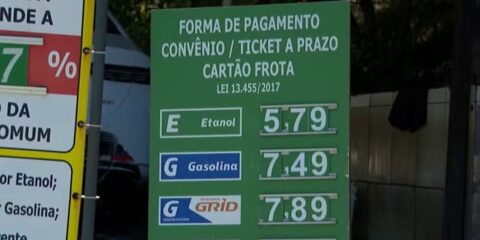 NDE A
7 %
O DA
OMUM
or Etanol;
r Gasolina;
FORMA DE PAGAMENTO
CONVÊNIO / TICKET A PRAZO
CARTÃO FROTA
LEI 13.455/2017
E Etanol 5,79
G Gasolina 7,49
G GRID 7,89